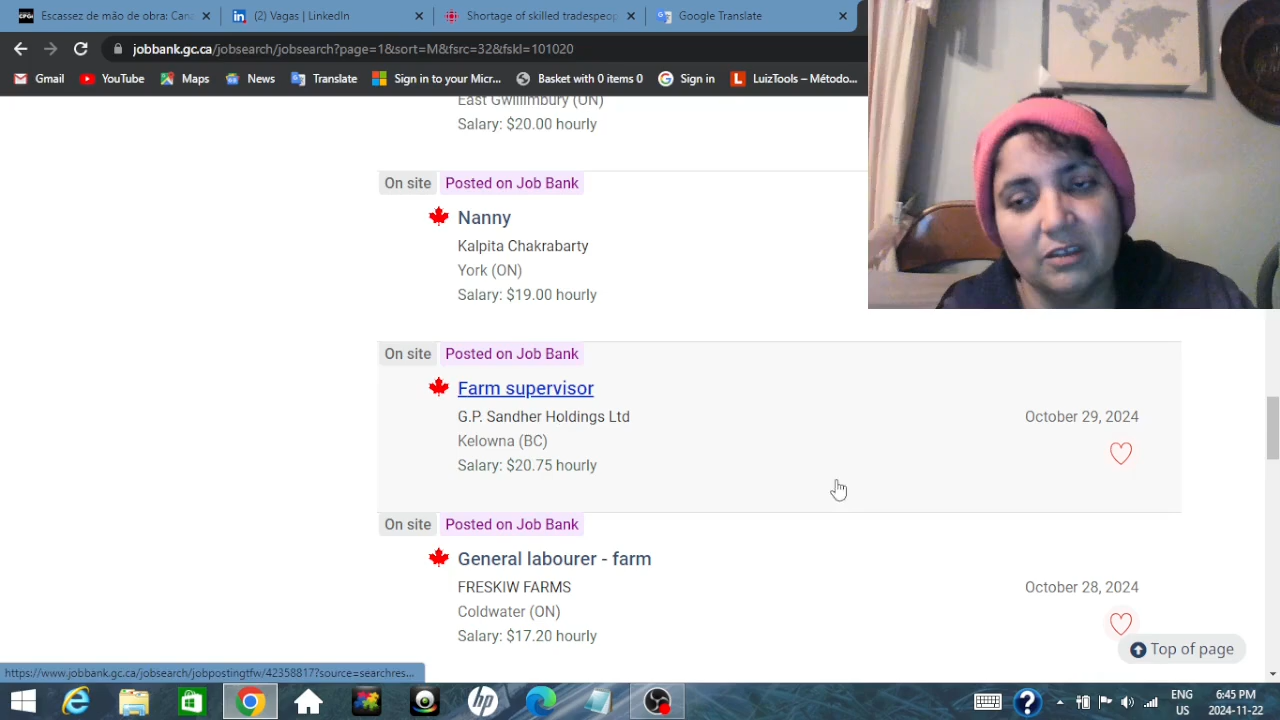 Escassez de mão de obra: Can
(2) Vagas | LinkedIn
Shortage of skilled tradespeop
Google Translate
jobbank.gc.ca/jobsearch/jobsearch?page=1&sort=M&fsrc=32&fskl=101020
Gmail
YouTube
Maps
News
Translate
Sign in to your Micr...
Basket with 0 items 0
Sign in
LuizTools – Método...
East Gwillimbury (ON)
Salary: $20.00 hourly
On site
Posted on Job Bank
Nanny
Kalpita Chakrabarty
York (ON)
Salary: $19.00 hourly
On site
Posted on Job Bank
Farm supervisor
G.P. Sandher Holdings Ltd
October 29, 2024
Kelowna (BC)
Salary: $20.75 hourly
On site
Posted on Job Bank
General labourer - farm
FRESKIW FARMS
October 28, 2024
Coldwater (ON)
Salary: $17.20 hourly
Top of page
https://www.jobbank.gc.ca/jobsearch/jobpostingtfw/42358817?source=searchres...
ENG
US
6:45 PM
2024-11-22